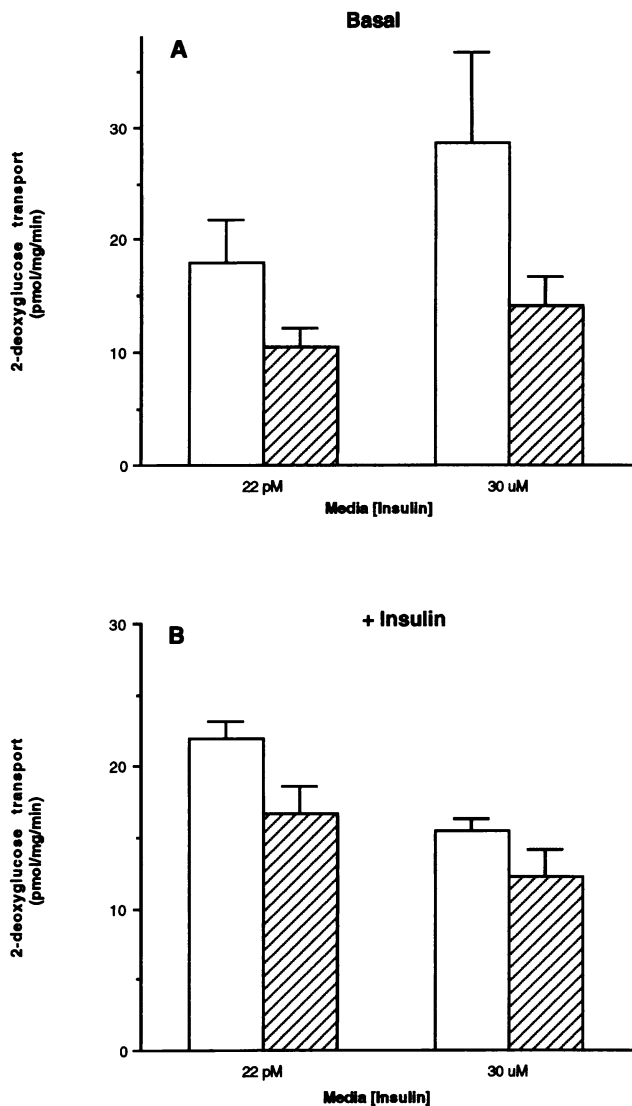 Basal
A
30
20
10
0
2-deoxyglucose transport
(pmol/mg/min)
22 pM
30 uM
Media [Insulin]
+ Insulin
B
30
20
10
0
2-deoxyglucose transport
(pmol/mg/min)
22 pM
30 uM
Media [Insulin]